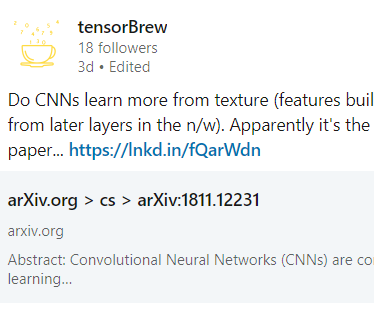 tensorBrew
18 followers
3d • Edited
Do CNNs learn more from texture (features buil
from later layers in the n/w). Apparently it's the
paper... https://lnkd.in/fQarWdn
arXiv.org > cs > arXiv:1811.12231
arxiv.org
Abstract: Convolutional Neural Networks (CNNs) are co
learning...